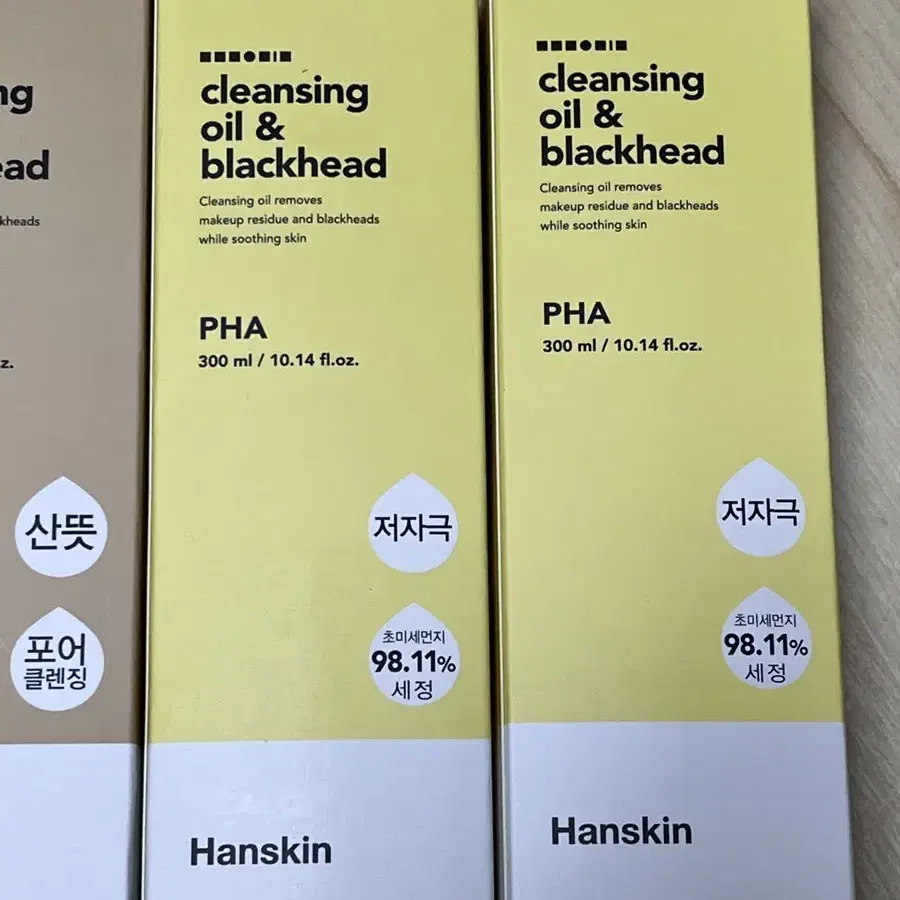 ng
ead
kheads
z.
산뜻
포어
클렌징
cleansing
oil &
blackhead
Cleansing oil removes
makeup residue and blackheads
while soothing skin
PHA
300 ml / 10.14 fl.oz.
저자극
초미세먼지
98.11%
세정
Hanskin
cleansing
oil &
blackhead
Cleansing oil removes
makeup residue and blackheads
while soothing skin
PHA
300 ml / 10.14 fl.oz.
저자극
초미세먼지
98.11%
세정
Hanskin